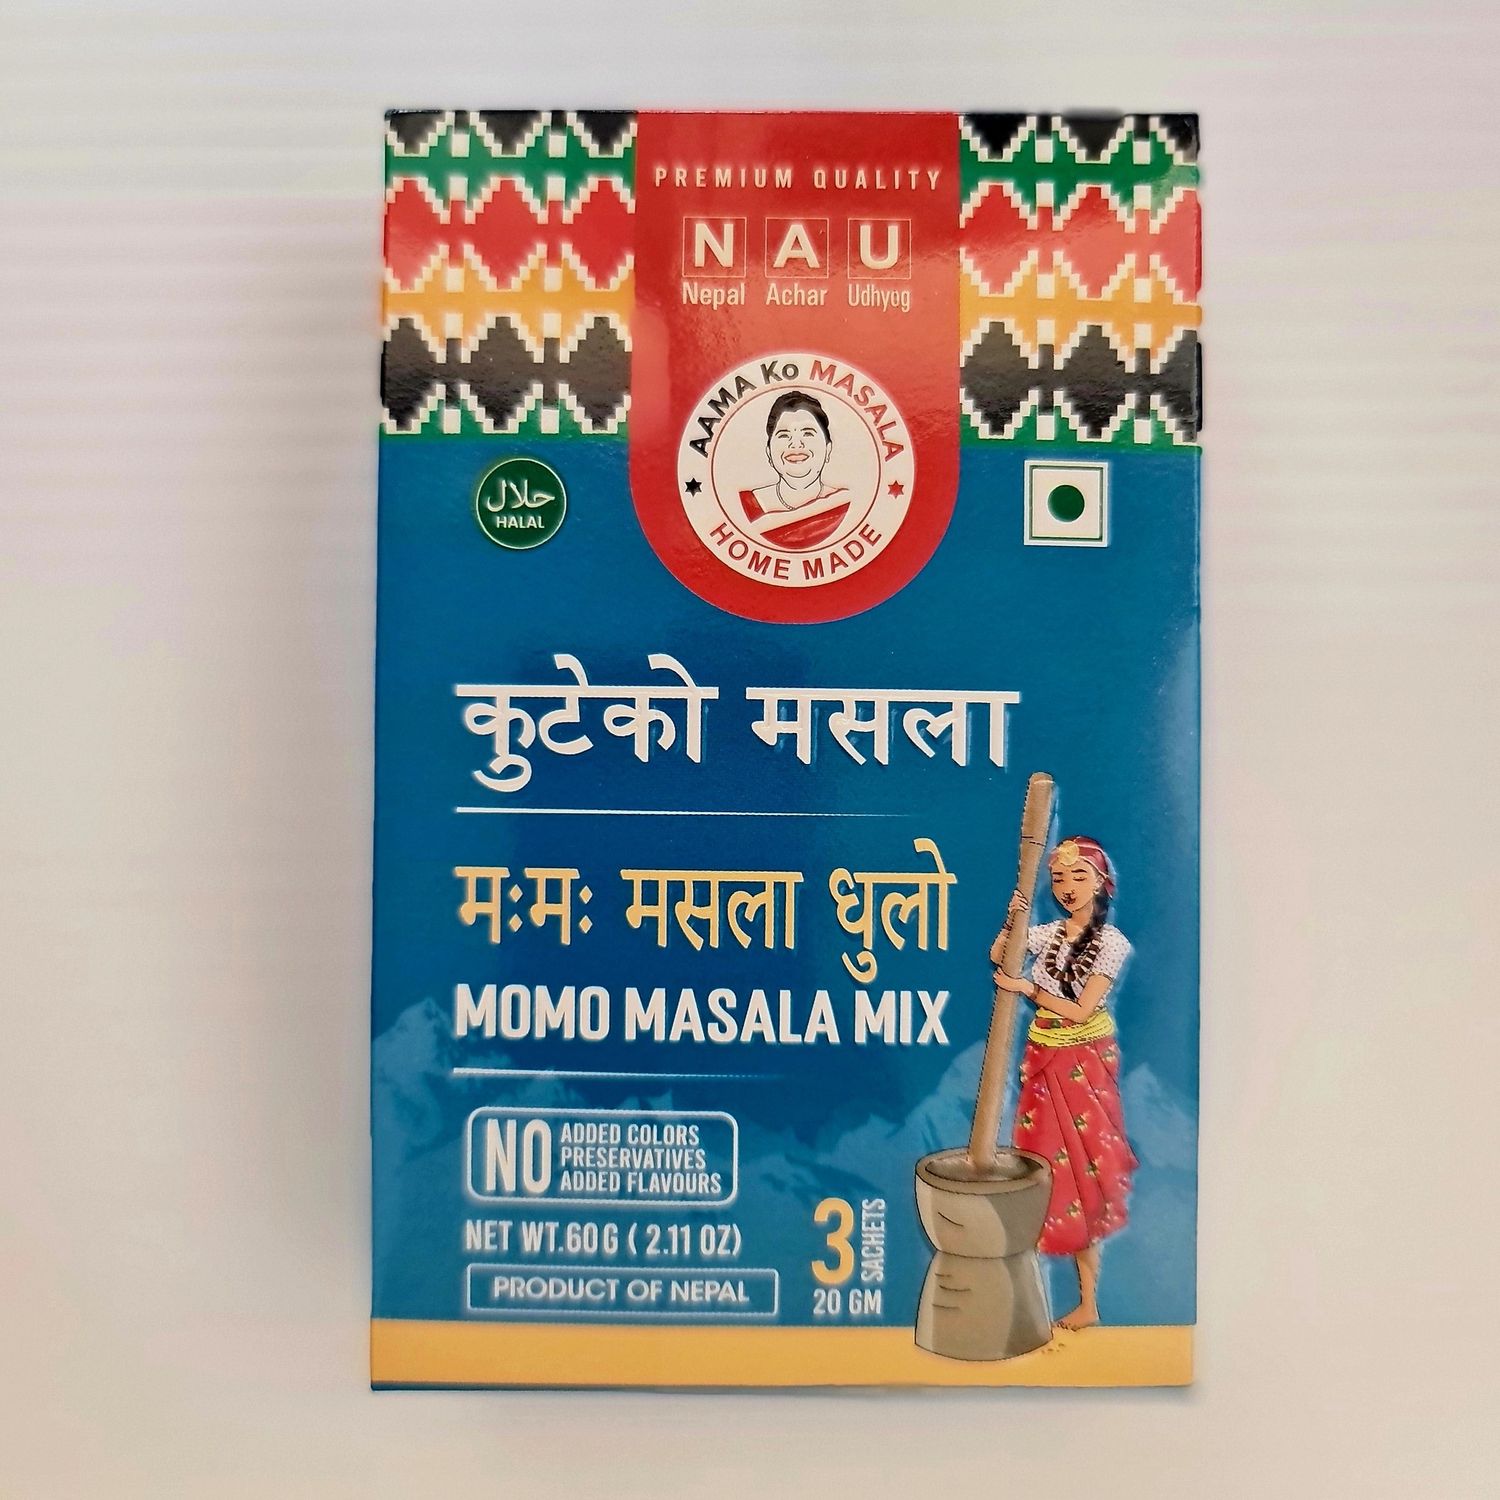 PREMIUM QUALITY
N A U
Nepal Achar Udhyog
AAMA Ko MASALA
HOME MADE
حلال
HALAL
कुटेको मसला
मःमः मसला धुलो
MOMO MASALA MIX
NO ADDED COLORS
PRESERVATIVES
ADDED FLAVOURS
NET WT.60G ( 2.11 OZ)
3 SACHETS
20 GM
PRODUCT OF NEPAL